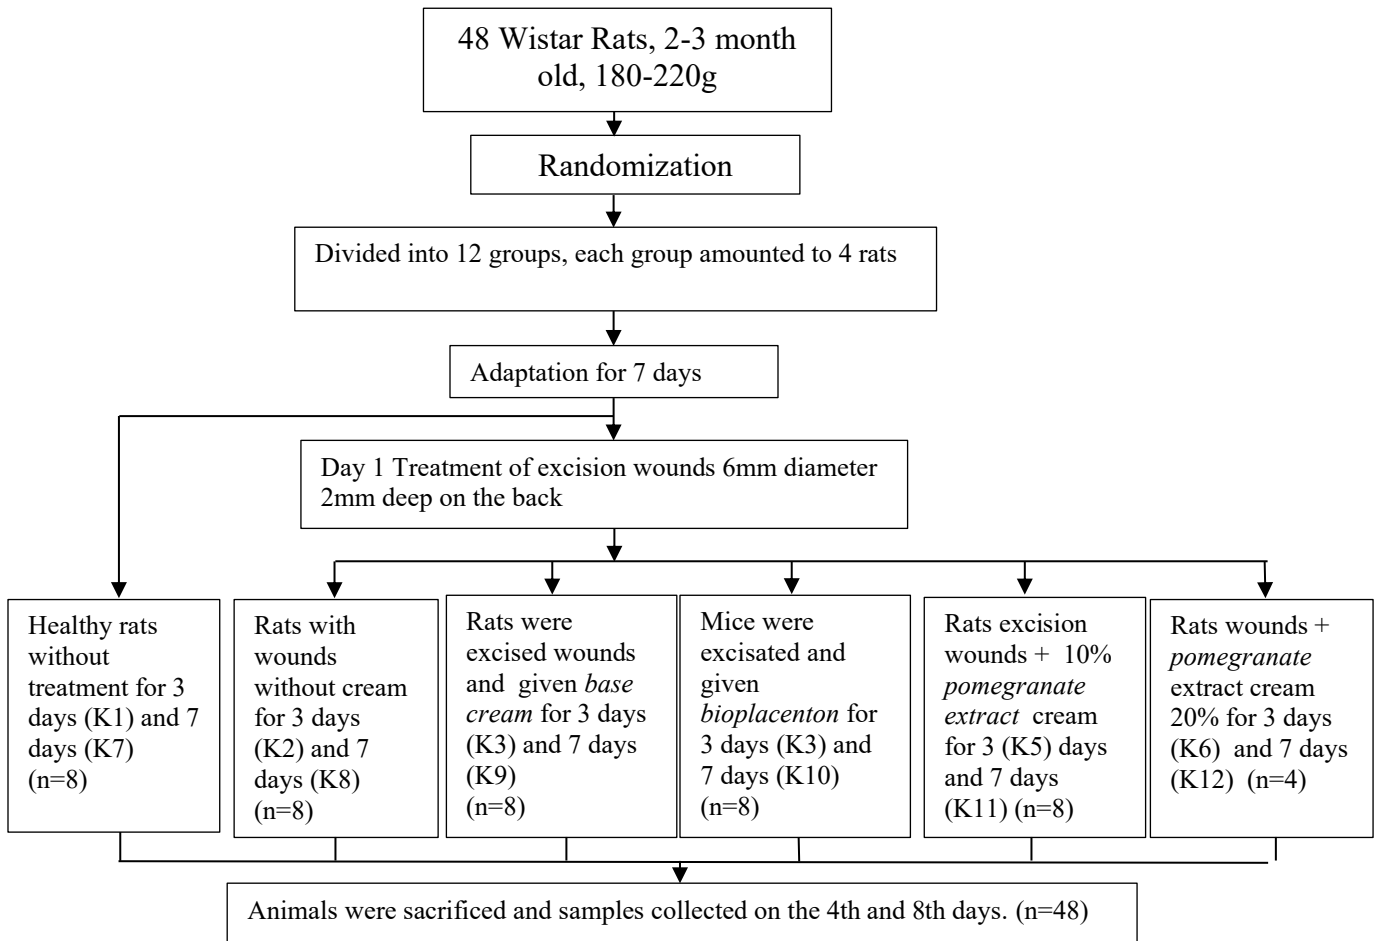 48 Wistar Rats, 2-3 month
old, 180-220g
Randomization
Divided into 12 groups, each group amounted to 4 rats
Adaptation for 7 days
Day 1 Treatment of excision wounds 6mm diameter
2mm deep on the back
Healthy rats
without
treatment for 3
days (K1) and 7
days (K7)
(n=8)
Rats with
wounds
without cream
for 3 days
(K2) and 7
days (K8)
(n=8)
Rats were
excised wounds
and given base
cream for 3 days
(K3) and 7 days
(K9)
(n=8)
Mice were
excisated and
given
bioplacenton for
3 days (K3) and
7 days (K10)
(n=8)
Rats excision
wounds + 10%
pomegranate
extract cream
for 3 (K5) days
and 7 days
(K11) (n=8)
Rats wounds +
pomegranate
extract cream
20% for 3 days
(K6) and 7 days
(K12) (n=4)
Animals were sacrificed and samples collected on the 4th and 8th days. (n=48)